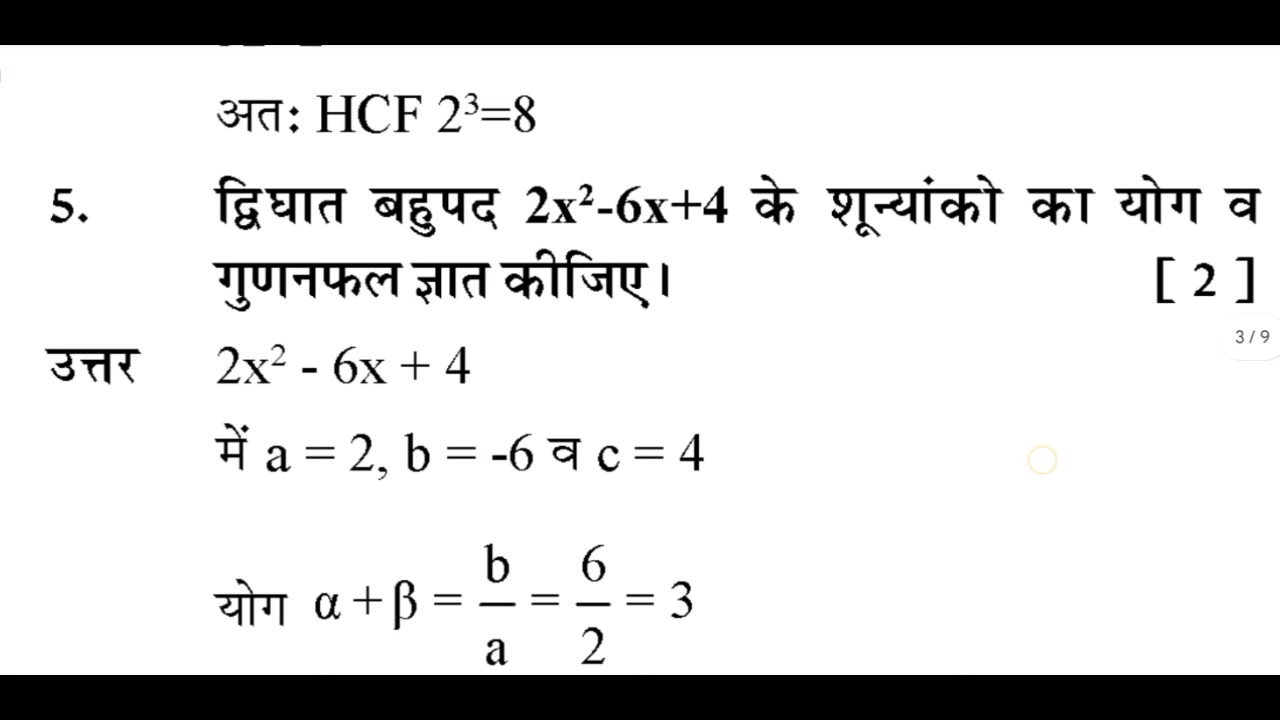 अतः HCF 2³=8
5. द्विघात बहुपद 2x²-6x+4 के शून्यांको का योग व
गुणनफल ज्ञात कीजिए। [ 2 ]
3 / 9
उत्तर 2x² - 6x + 4
में a = 2, b = -6 व c = 4
योग α + β = b/a = 6/2 = 3